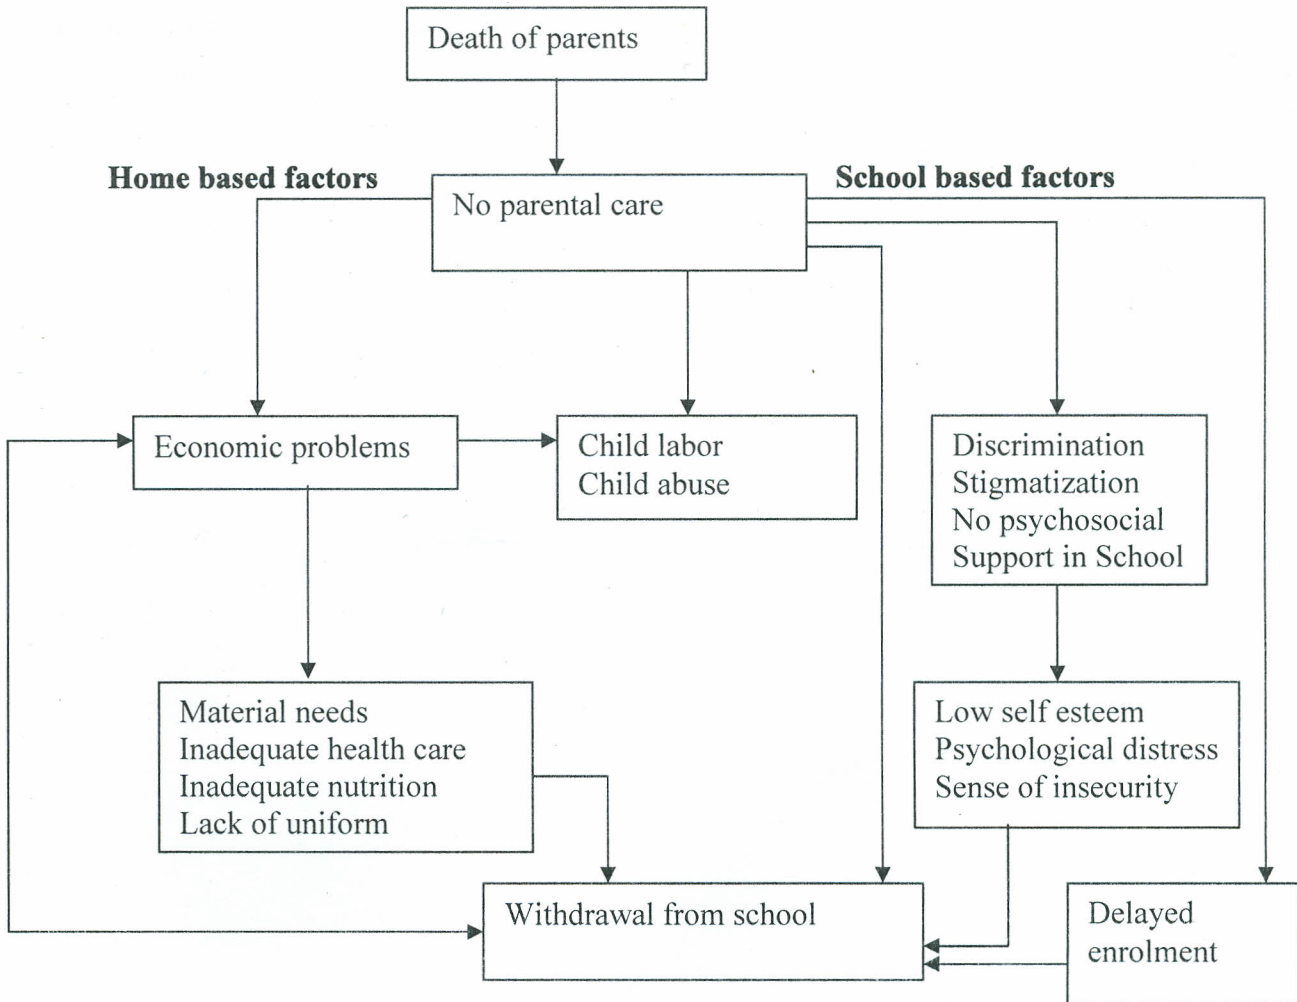 Death of parents
Home based factors
School based factors
No parental care
Economic problems
Child labor
Child abuse
Discrimination
Stigmatization
No psychosocial
Support in School
Material needs
Inadequate health care
Inadequate nutrition
Lack of uniform
Low self esteem
Psychological distress
Sense of insecurity
Withdrawal from school
Delayed
enrolment